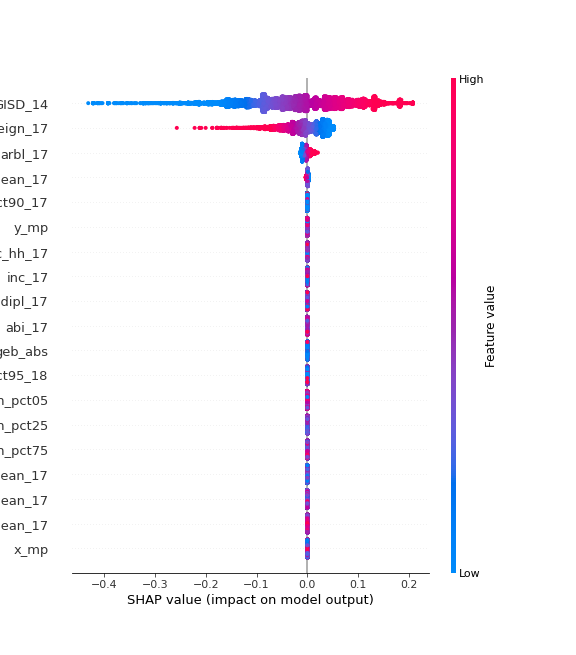 High
GISD_14
eign_17
arbl_17
ean_17
ct90_17
y_mp
t_hh_17
inc_17
dipl_17
abi_17
geb_abs
ct95_18
n_pct05
n_pct25
n_pct75
ean_17
ean_17
ean_17
x_mp
Feature value
Low
−0.4 −0.3 −0.2 −0.1 0.0 0.1 0.2
SHAP value (impact on model output)